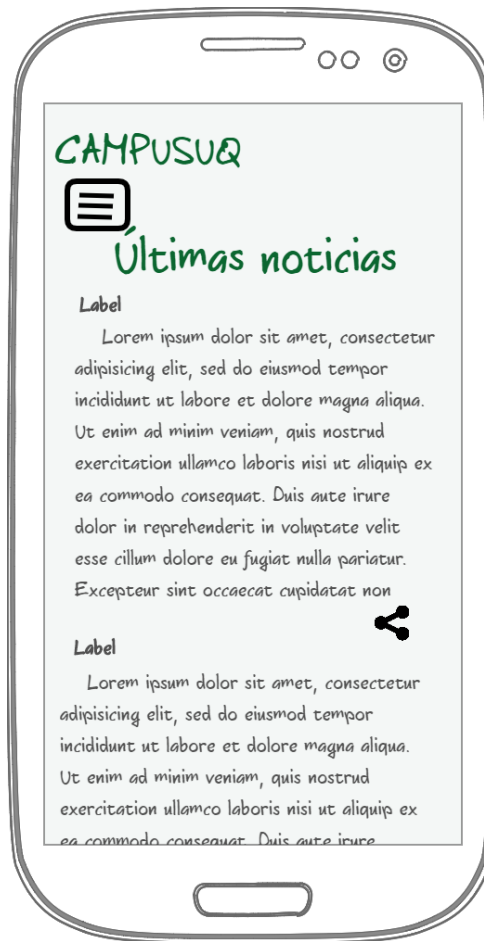 CAMPUSUQ
Últimas noticias
Label
Lorem ipsum dolor sit amet, consectetur
adipisicing elit, sed do eiusmod tempor
incididunt ut labore et dolore magna aliqua.
Ut enim ad minim veniam, quis nostrud
exercitation ullamco laboris nisi ut aliquip ex
ea commodo consequat. Duis aute irure
dolor in reprehenderit in voluptate velit
esse cillum dolore eu fugiat nulla pariatur.
Excepteur sint occaecat cupidatat non
Label
Lorem ipsum dolor sit amet, consectetur
adipisicing elit, sed do eiusmod tempor
incididunt ut labore et dolore magna aliqua.
Ut enim ad minim veniam, quis nostrud
exercitation ullamco laboris nisi ut aliquip ex
ea commodo consequat. Duis aute irure